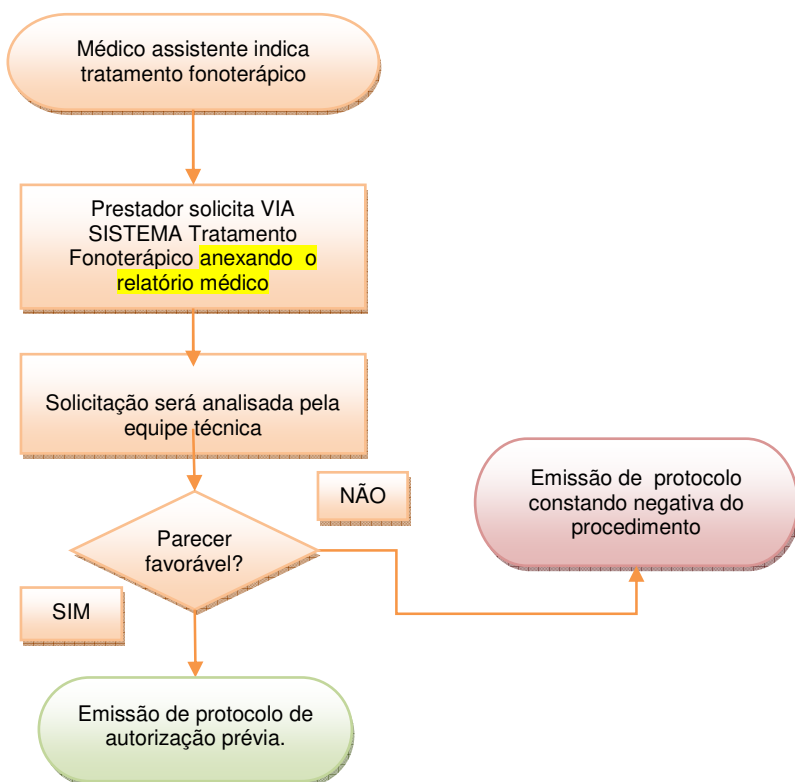 Médico assistente indica
tratamento fonoterápico
Prestador solicita VIA
SISTEMA Tratamento
Fonoterápico anexando o
relatório médico
Solicitação será analisada pela
equipe técnica
NÃO
Emissão de protocolo
constando negativa do
procedimento
Parecer
favorável?
SIM
Emissão de protocolo de
autorização prévia.